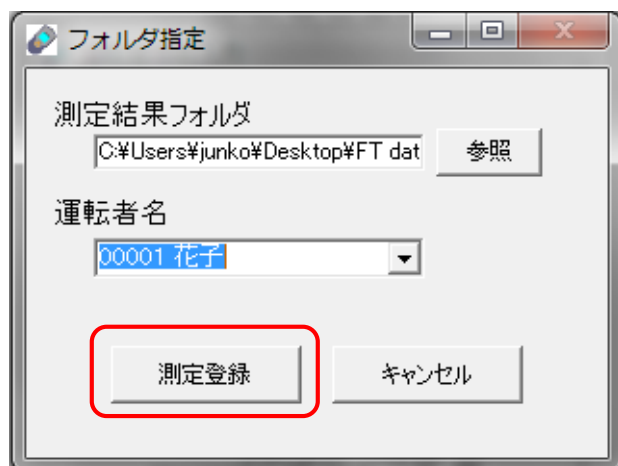 フォルダ指定
測定結果フォルダ
C:¥Users¥junko¥Desktop¥FT dat
参照
運転者名
00001 花子
測定登録
キャンセル